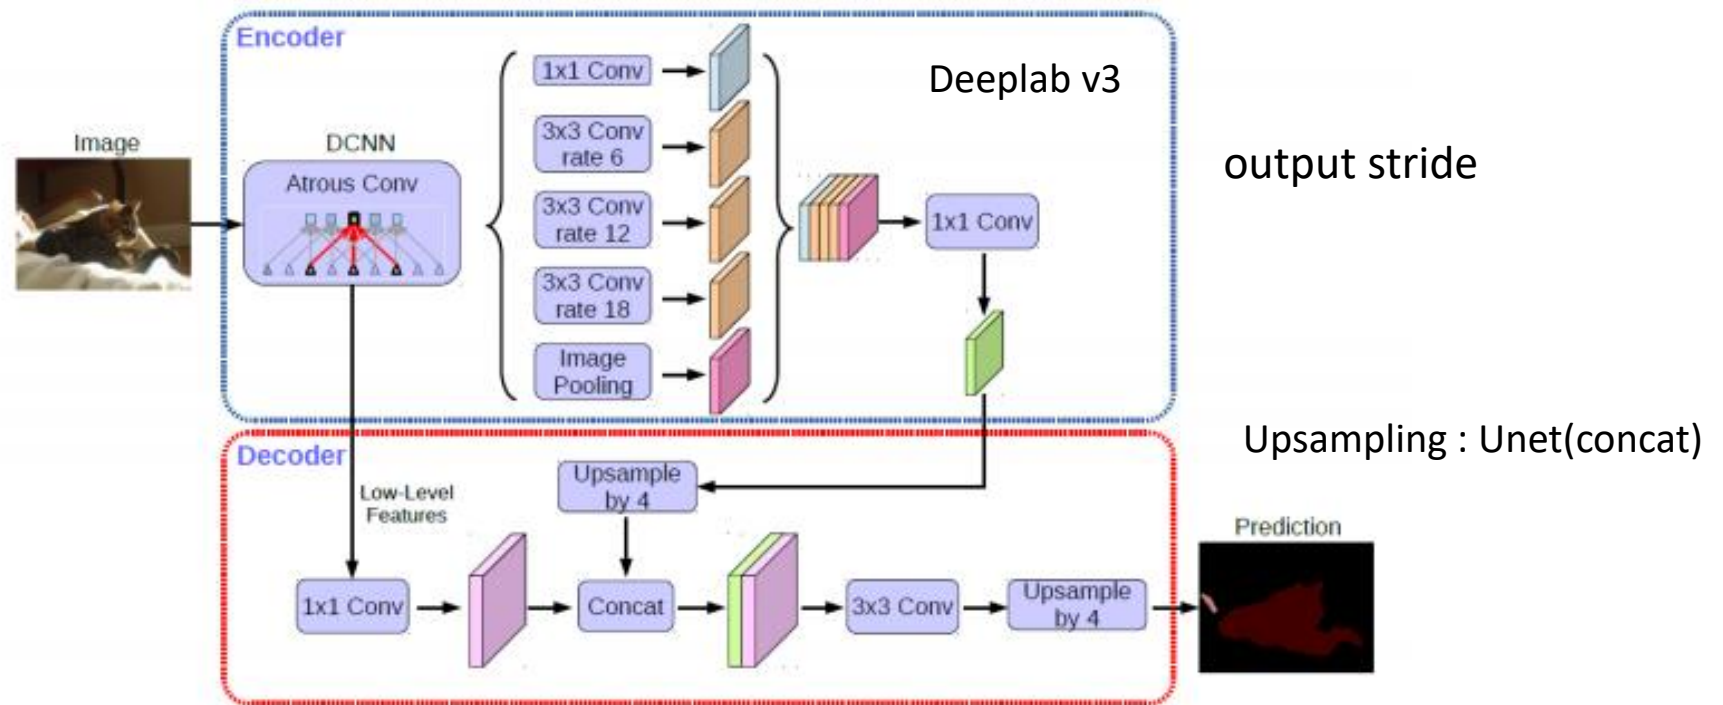 Encoder
Deeplab v3
output stride
Image
DCNN
Atrous Conv
1x1 Conv
3x3 Conv
rate 6
3x3 Conv
rate 12
3x3 Conv
rate 18
Image
Pooling
1x1 Conv
Decoder
Upsampling : Unet(concat)
Low-Level
Features
Upsample
by 4
1x1 Conv
Concat
3x3 Conv
Upsample
by 4
Prediction